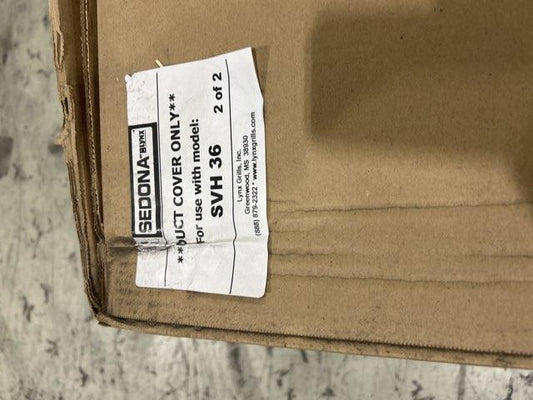 SEDONA BY LYNX
**DUCT COVER ONLY**
For use with model:
SVH 36
2 of 2
Lynx Grills, Inc.
Greenwood, MS 38930
(888) 879-2322 * www.lynxgrills.com